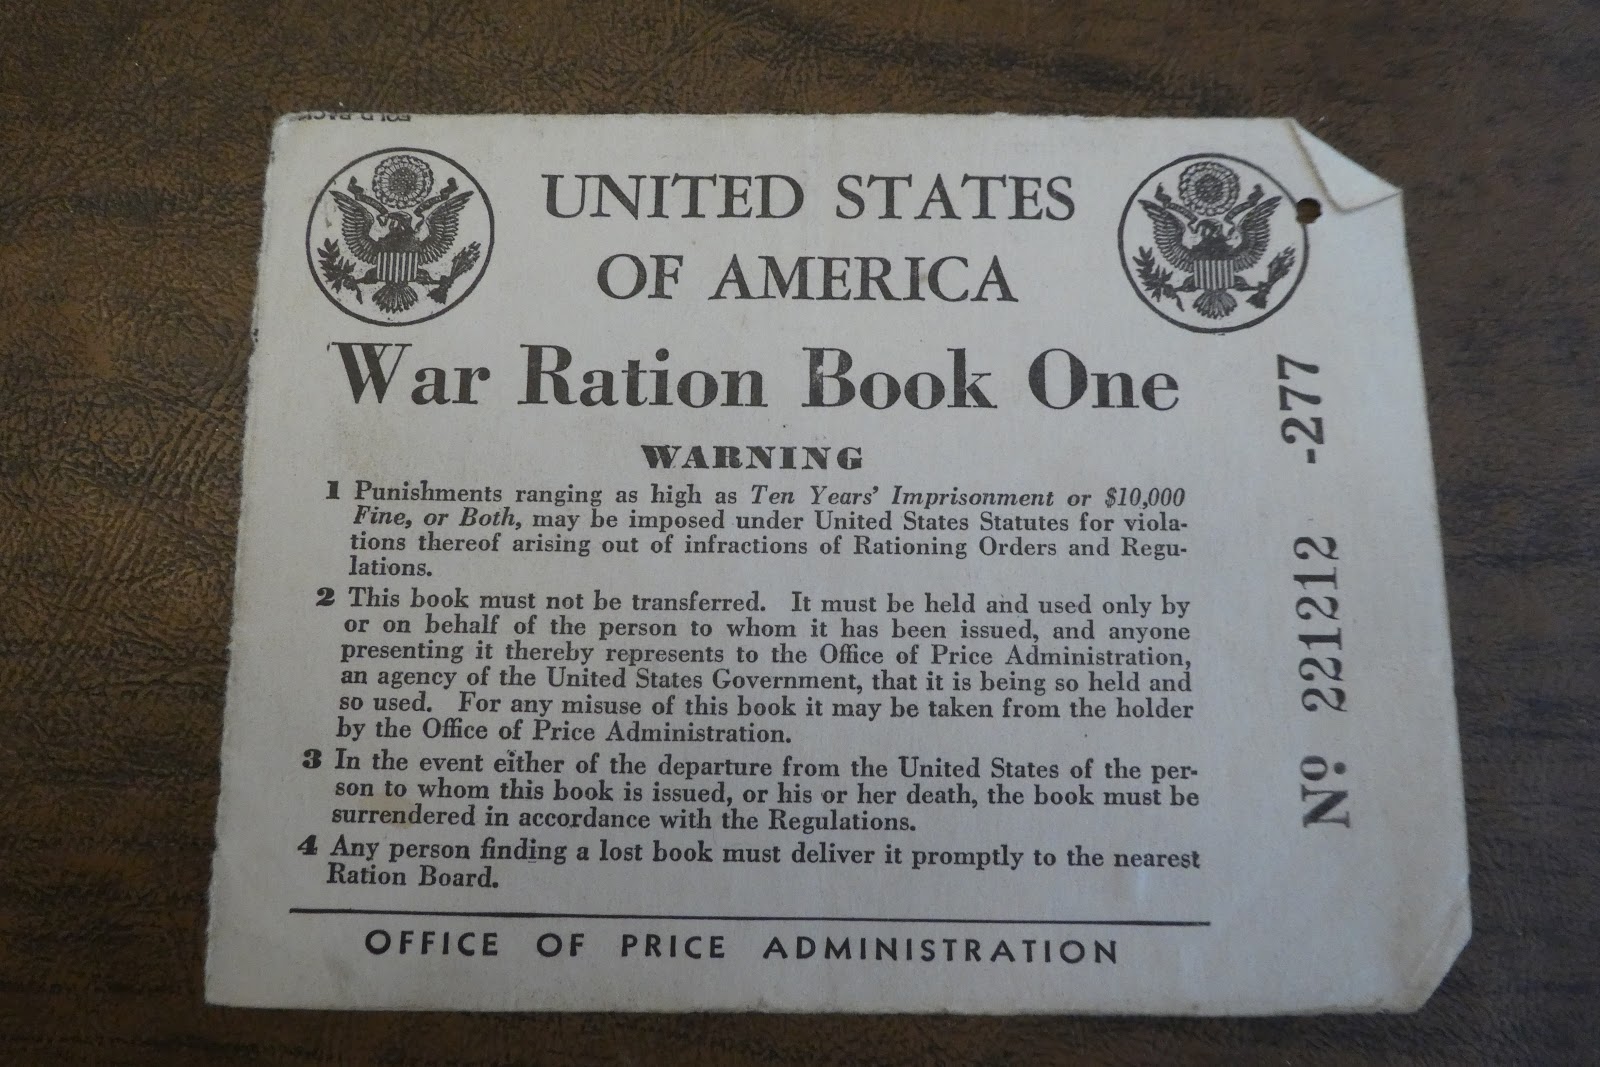 FOLD BACK
UNITED STATES
OF AMERICA
War Ration Book One
WARNING
1 Punishments ranging as high as Ten Years' Imprisonment or $10,000
Fine, or Both, may be imposed under United States Statutes for viola-
tions thereof arising out of infractions of Rationing Orders and Regu-
lations.
2 This book must not be transferred. It must be held and used only by
or on behalf of the person to whom it has been issued, and anyone
presenting it thereby represents to the Office of Price Administration,
an agency of the United States Government, that it is being so held and
so used. For any misuse of this book it may be taken from the holder
by the Office of Price Administration.
3 In the event either of the departure from the United States of the per-
son to whom this book is issued, or his or her death, the book must be
surrendered in accordance with the Regulations.
4 Any person finding a lost book must deliver it promptly to the nearest
Ration Board.
OFFICE OF PRICE ADMINISTRATION
No. 221212 -277